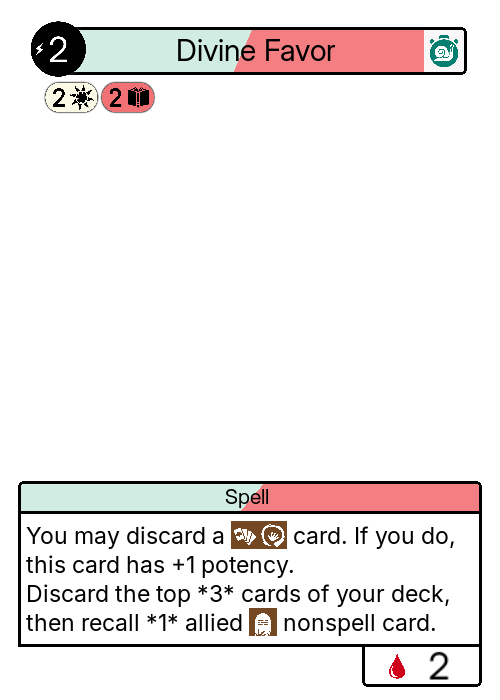 2
Divine Favor
2 2
Spell
You may discard a card. If you do,
this card has +1 potency.
Discard the top *3* cards of your deck,
then recall *1* allied nonspell card.
2